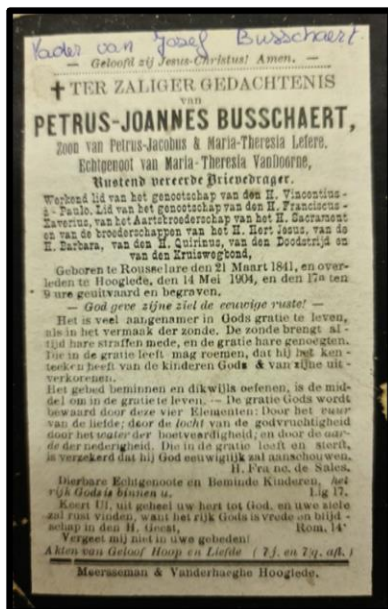 Vader van Josef Busschaert.
— Geloofd zij Jesus-Christus! Amen. —
✝ TER ZALIGER GEDACHTENIS
van
PETRUS-JOANNES BUSSCHAERT,
Zoon van Petrus-Jacobus & Maria-Theresia Lefere.
Echtgenoot van Maria-Theresia VanDoorne,
Rustend vereerde Brievedrager.
Werkend lid van het genootschap van den H. Vincentius-
à-Paulo. Lid van het genootschap van den H. Franciscus-
Xaverius, van het Aartsbroederschap van het H. Sacrament
en van de broederschappen van het H. Hert Jesus, van de
H. Barbara, van den H. Quirinus, van den Doodstrijd en
van den Kruiswegbond,
Geboren te Rousselare den 21 Maart 1841, en over-
leden te Hooglede, den 14 Mei 1904, en den 17n ten
9 ure geuitvaard en begraven.
— God geve zijne ziel de eeuwige ruste! —
Het is veel aangenamer in Gods gratie te leven,
als in het vermaak der zonde. De zonde brengt al-
tijd hare straffen mede, en de gratie hare genoegten.
Die in de gratie leeft mag roemen, dat hij het ken-
teeken heeft van de kinderen Gods & van zijne uit-
verkorenen.
Het gebed beminnen en dikwijls oefenen, is de mid-
del om in de gratie te leven. — De gratie Gods wordt
bewaard door deze vier Elementen: Door het vuur
van de liefde; door de locht van de godvruchtigheid
door het water der boetveerdigheid; en door de aar-
de der nederigheid. Die in de gratie leeft en sterft,
is verzekerd dat hij God eeuwiglijk zal aanschouwen.
H. Fra nc. de Sales.
Dierbare Echtgenoote en Beminde Kinderen, het
rijk Gods is binnen u. Lig 17.
Keert Ul. uit geheel uw hert tot God. en uwe ziele
zal rust vinden, want het rijk Gods is vrede en blijd-
schap in den H. Geest, Rom. 14
Vergeet mij niet in uwe gebeden!
Akten van Geloof Hoop en Liefde (7 j. en 7 q. afl.)
Meersseman & Vanderhaeghe Hooglede.